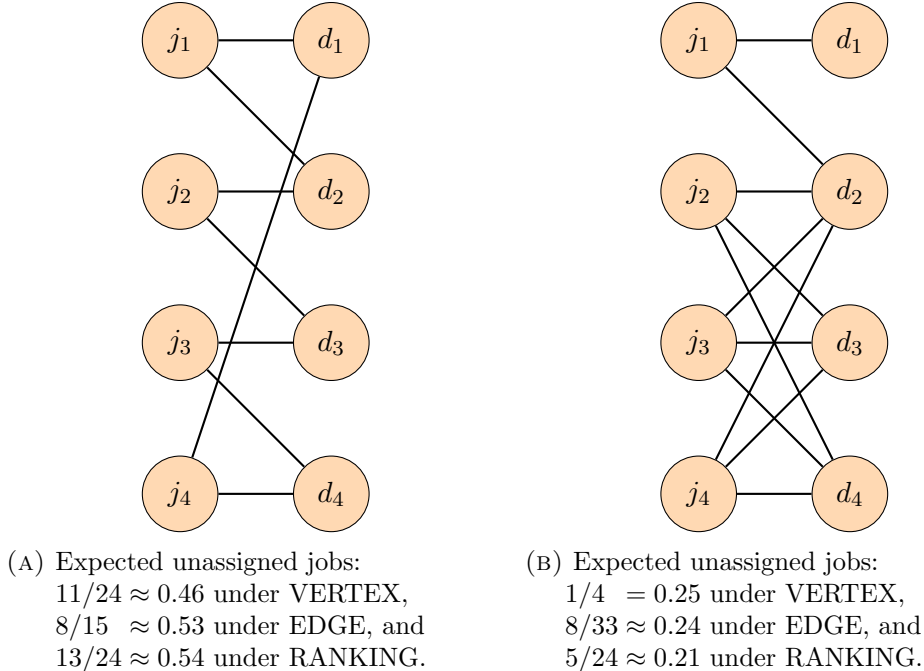 j₁ d₁ j₁ d₁
j₂ d₂ j₂ d₂
j₃ d₃ j₃ d₃
j₄ d₄ j₄ d₄
(A) Expected unassigned jobs:
11/24 ≈ 0.46 under VERTEX,
8/15 ≈ 0.53 under EDGE, and
13/24 ≈ 0.54 under RANKING.
(B) Expected unassigned jobs:
1/4 = 0.25 under VERTEX,
8/33 ≈ 0.24 under EDGE, and
5/24 ≈ 0.21 under RANKING.